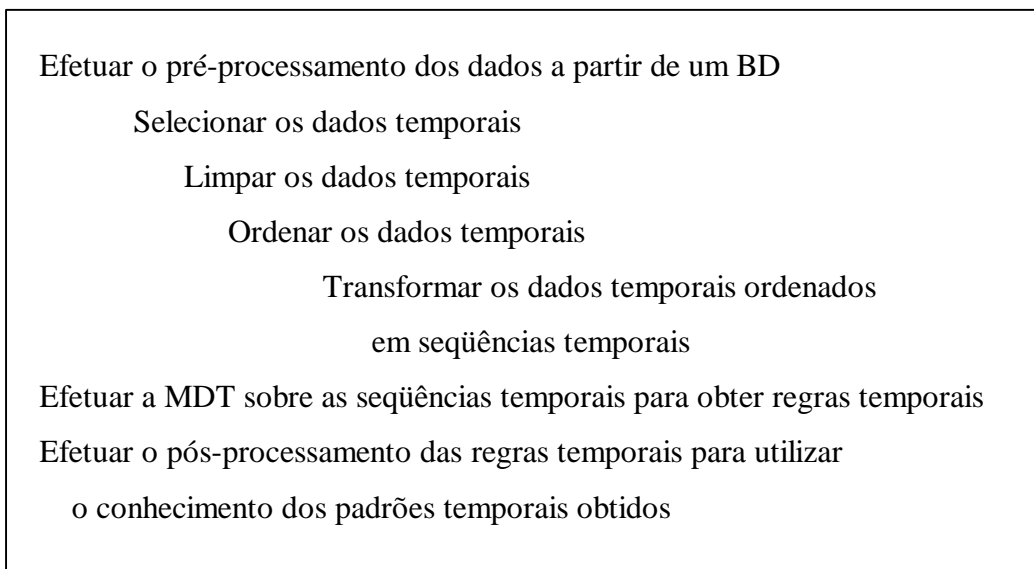 Efetuar o pré-processamento dos dados a partir de um BD
Selecionar os dados temporais
Limpar os dados temporais
Ordenar os dados temporais
Transformar os dados temporais ordenados
em seqüências temporais
Efetuar a MDT sobre as seqüências temporais para obter regras temporais
Efetuar o pós-processamento das regras temporais para utilizar
o conhecimento dos padrões temporais obtidos